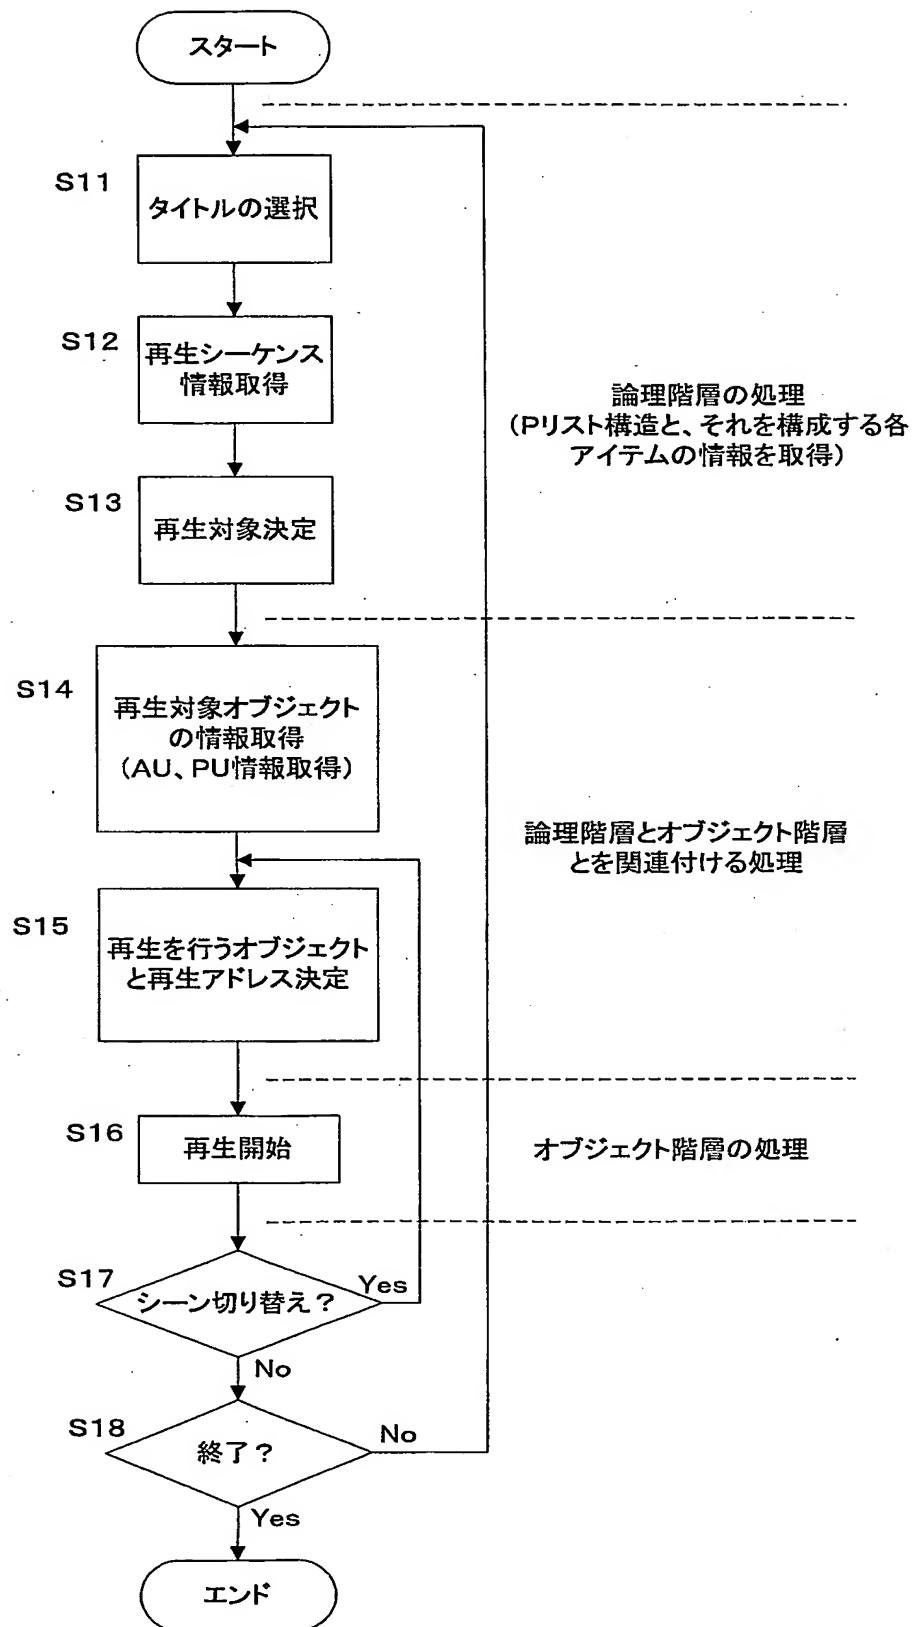 スタート
S11
タイトルの選択
S12
再生シーケンス
情報取得
論理階層の処理
(Pリスト構造と、それを構成する各
アイテムの情報を取得)
S13
再生対象決定
S14
再生対象オブジェクト
の情報取得
(AU、PU情報取得)
論理階層とオブジェクト階層
とを関連付ける処理
S15
再生を行うオブジェクト
と再生アドレス決定
S16
再生開始
オブジェクト階層の処理
S17
シーン切り替え?
Yes
No
S18
終了?
No
Yes
エンド